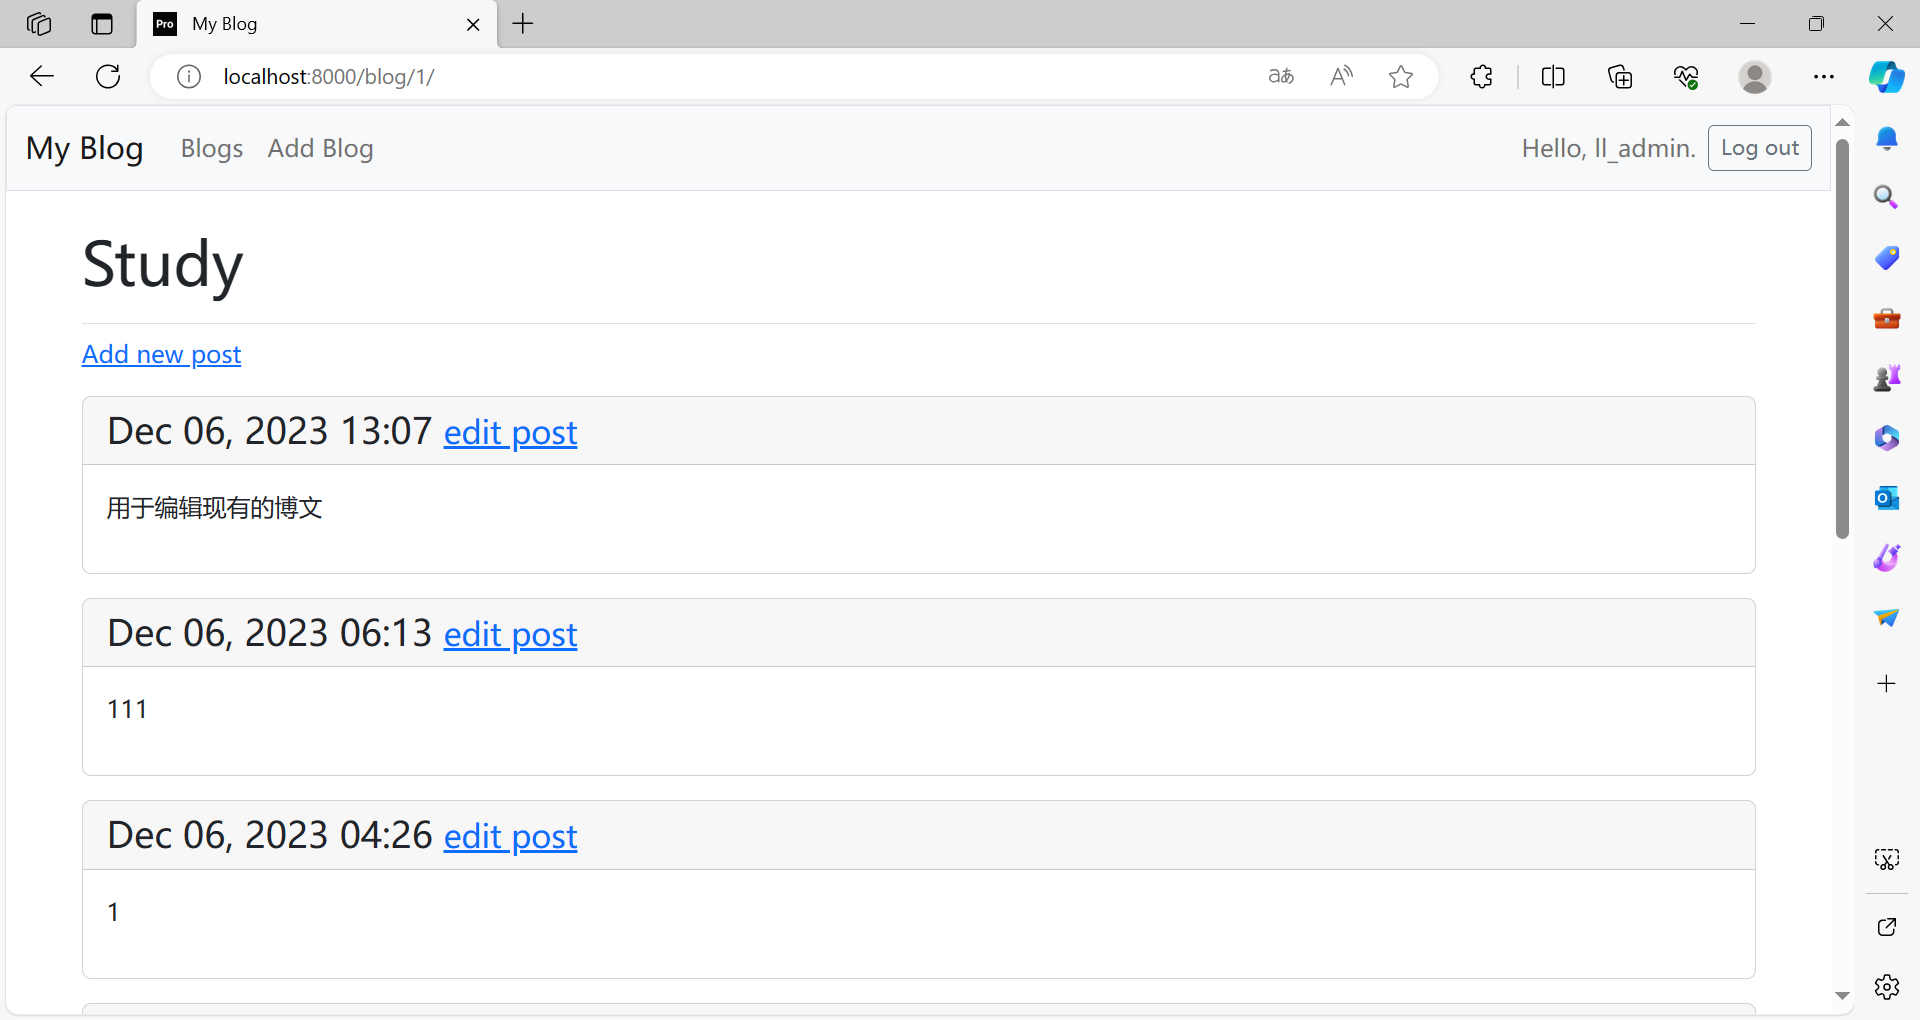 Pro My Blog
localhost:8000/blog/1/
My Blog Blogs Add Blog Hello, ll_admin. Log out
Study
Add new post
Dec 06, 2023 13:07 edit post
用于编辑现有的博文
Dec 06, 2023 06:13 edit post
111
Dec 06, 2023 04:26 edit post
1